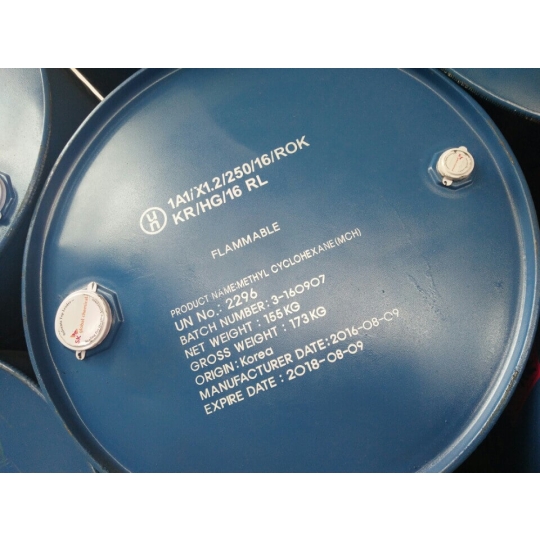 1A1/X1.2/250/16/ROK
KR/HG/16 RL
un
FLAMMABLE
PRODUCT NAME:METHYL CYCLOHEXANE(MCH)
UN No.: 2296
BATCH NUMBER: 3-160907
NET WEIGHT : 155KG
GROSS WEIGHT : 173KG
ORIGIN:Korea
MANUFACTURER DATE:2016-08-09
EXPIRE DATE : 2018-08-09
SK